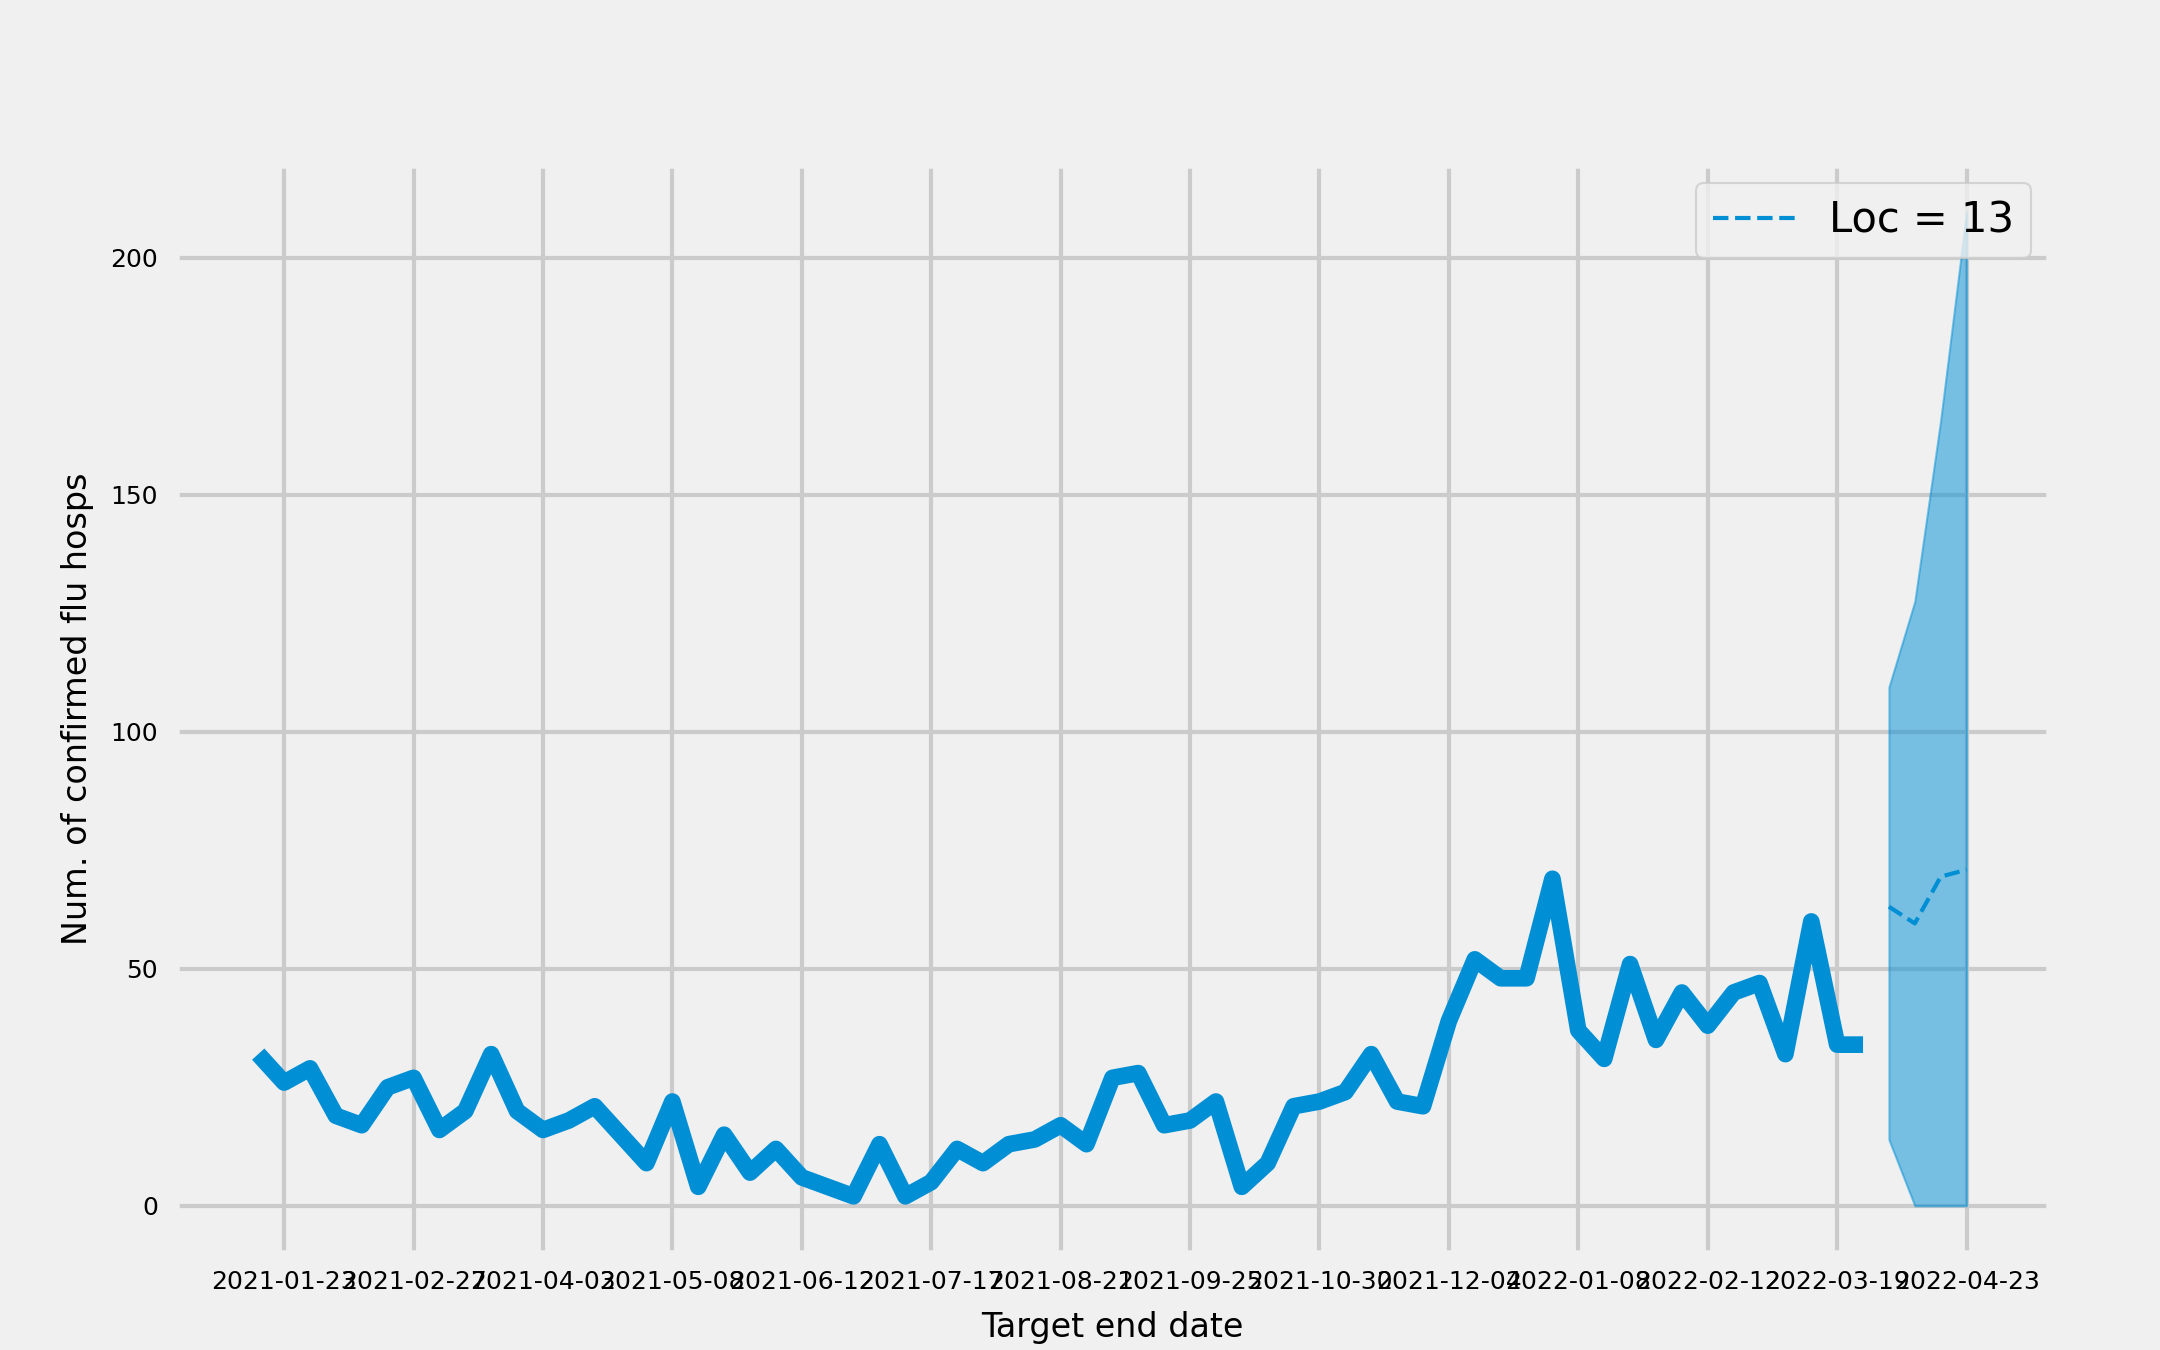 Loc = 13
200
150
100
50
0
Num. of confirmed flu hosps
2021-01-23 2021-02-27 2021-04-03 2021-05-08 2021-06-12 2021-07-17 2021-08-21 2021-09-25 2021-10-30 2021-12-04 2022-01-08 2022-02-12 2022-03-19 2022-04-23
Target end date